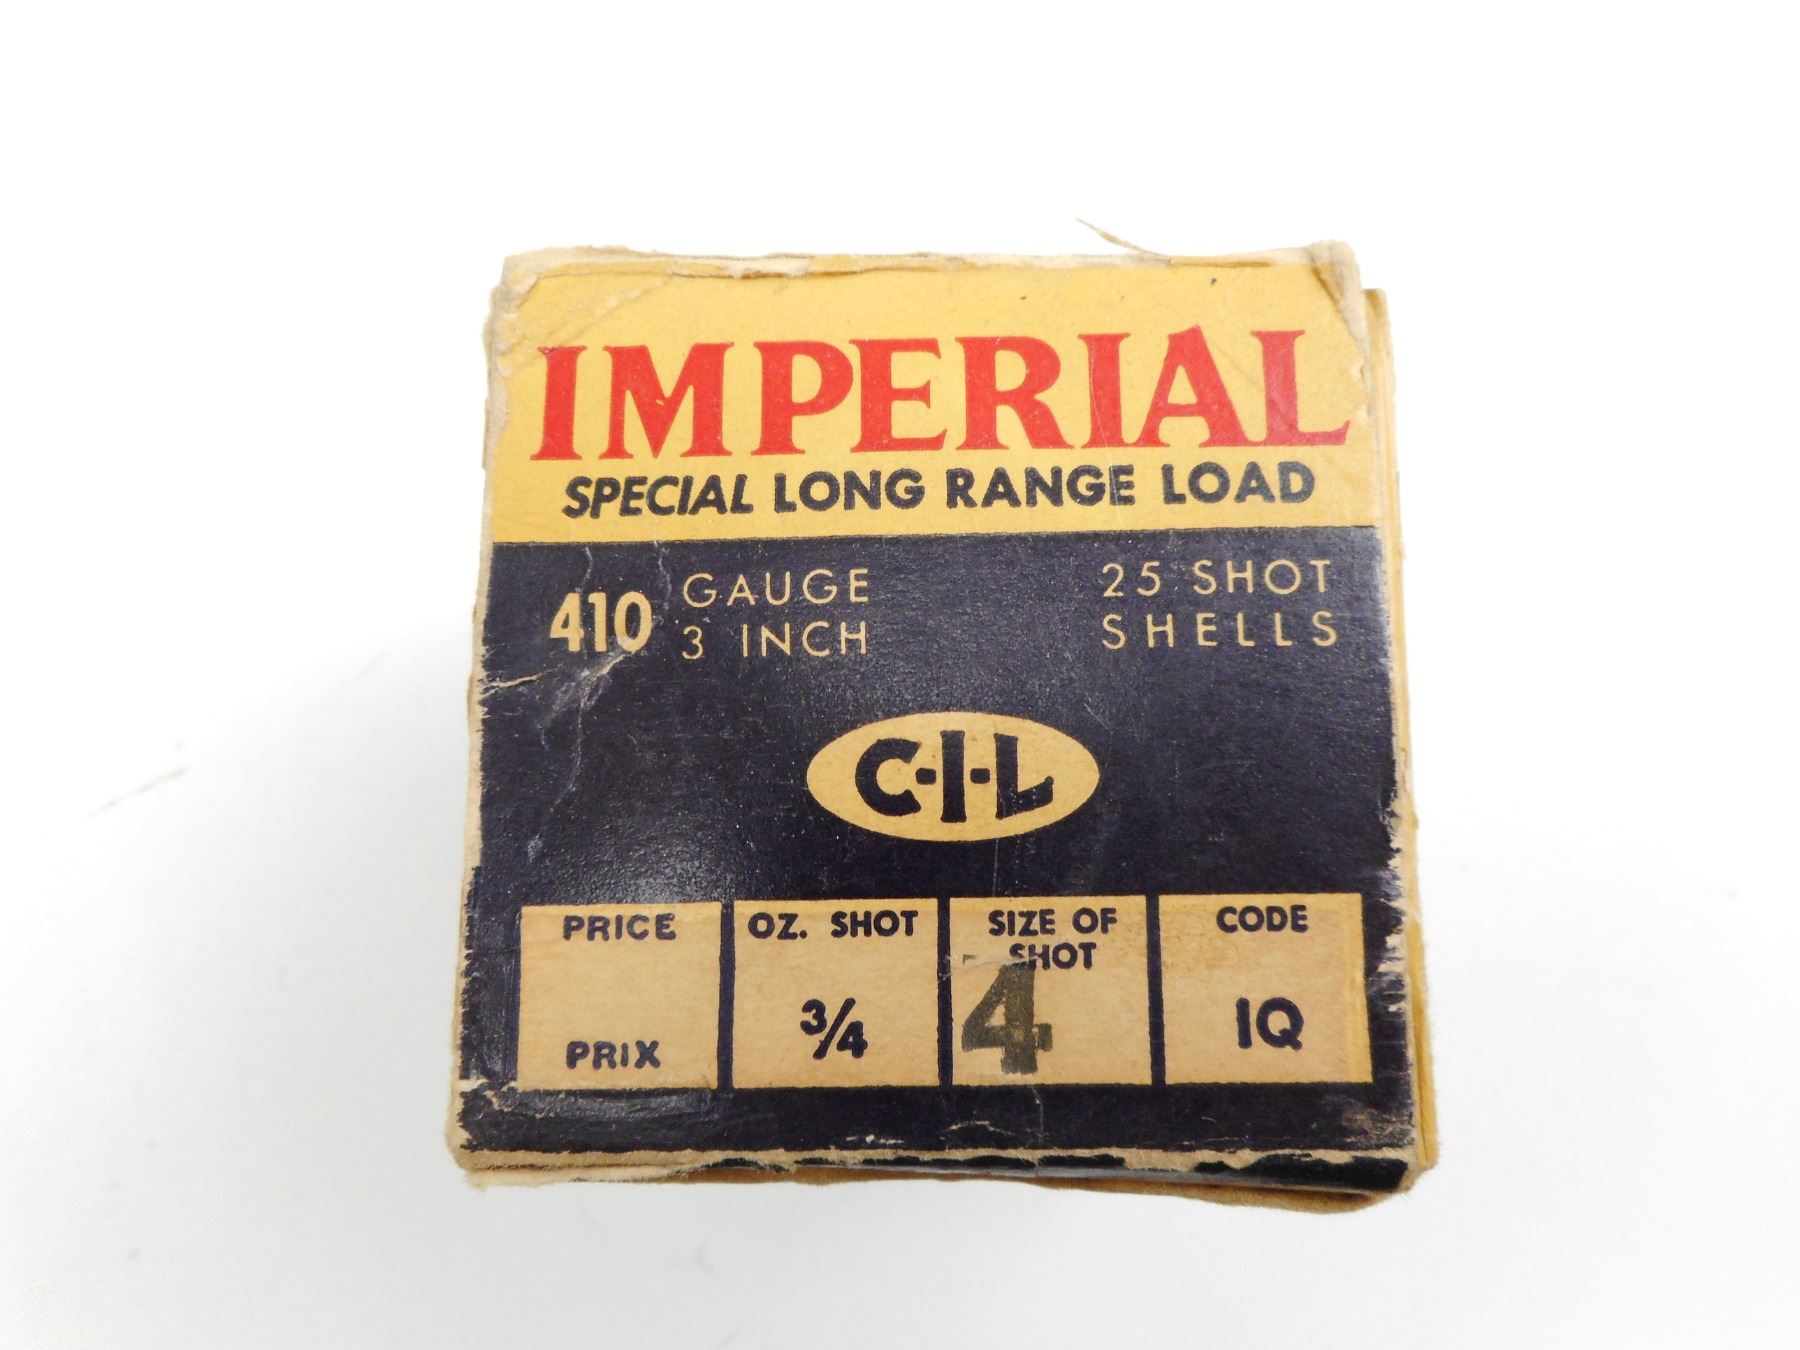 IMPERIAL
SPECIAL LONG RANGE LOAD
410 GAUGE
3 INCH
25 SHOT
SHELLS
C-I-L
PRICE
PRIX
OZ. SHOT
3/4
SIZE OF
SHOT
4
CODE
IQ